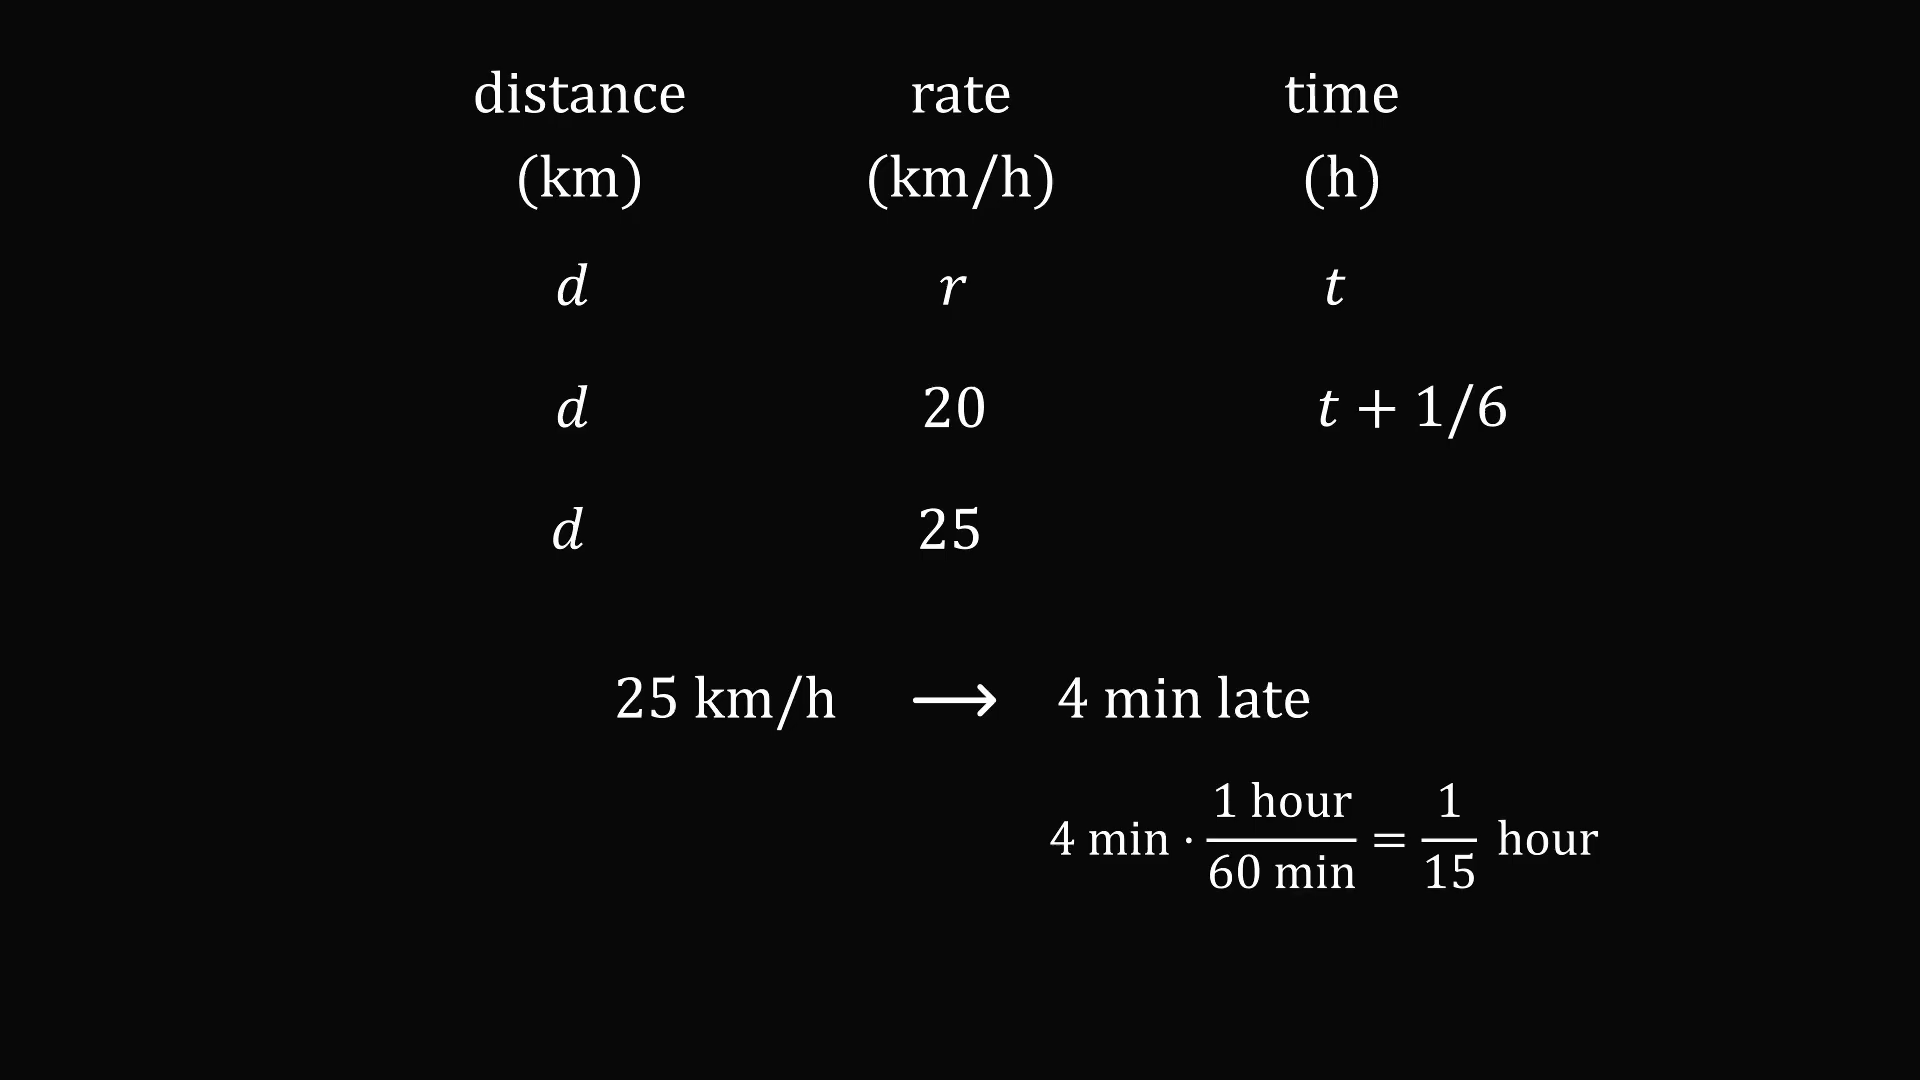 distance rate time
(km) (km/h) (h)
d r t
d 20 t + 1/6
d 25
25 km/h ⟶ 4 min late
4 min · 1 hour / 60 min = 1 / 15 hour